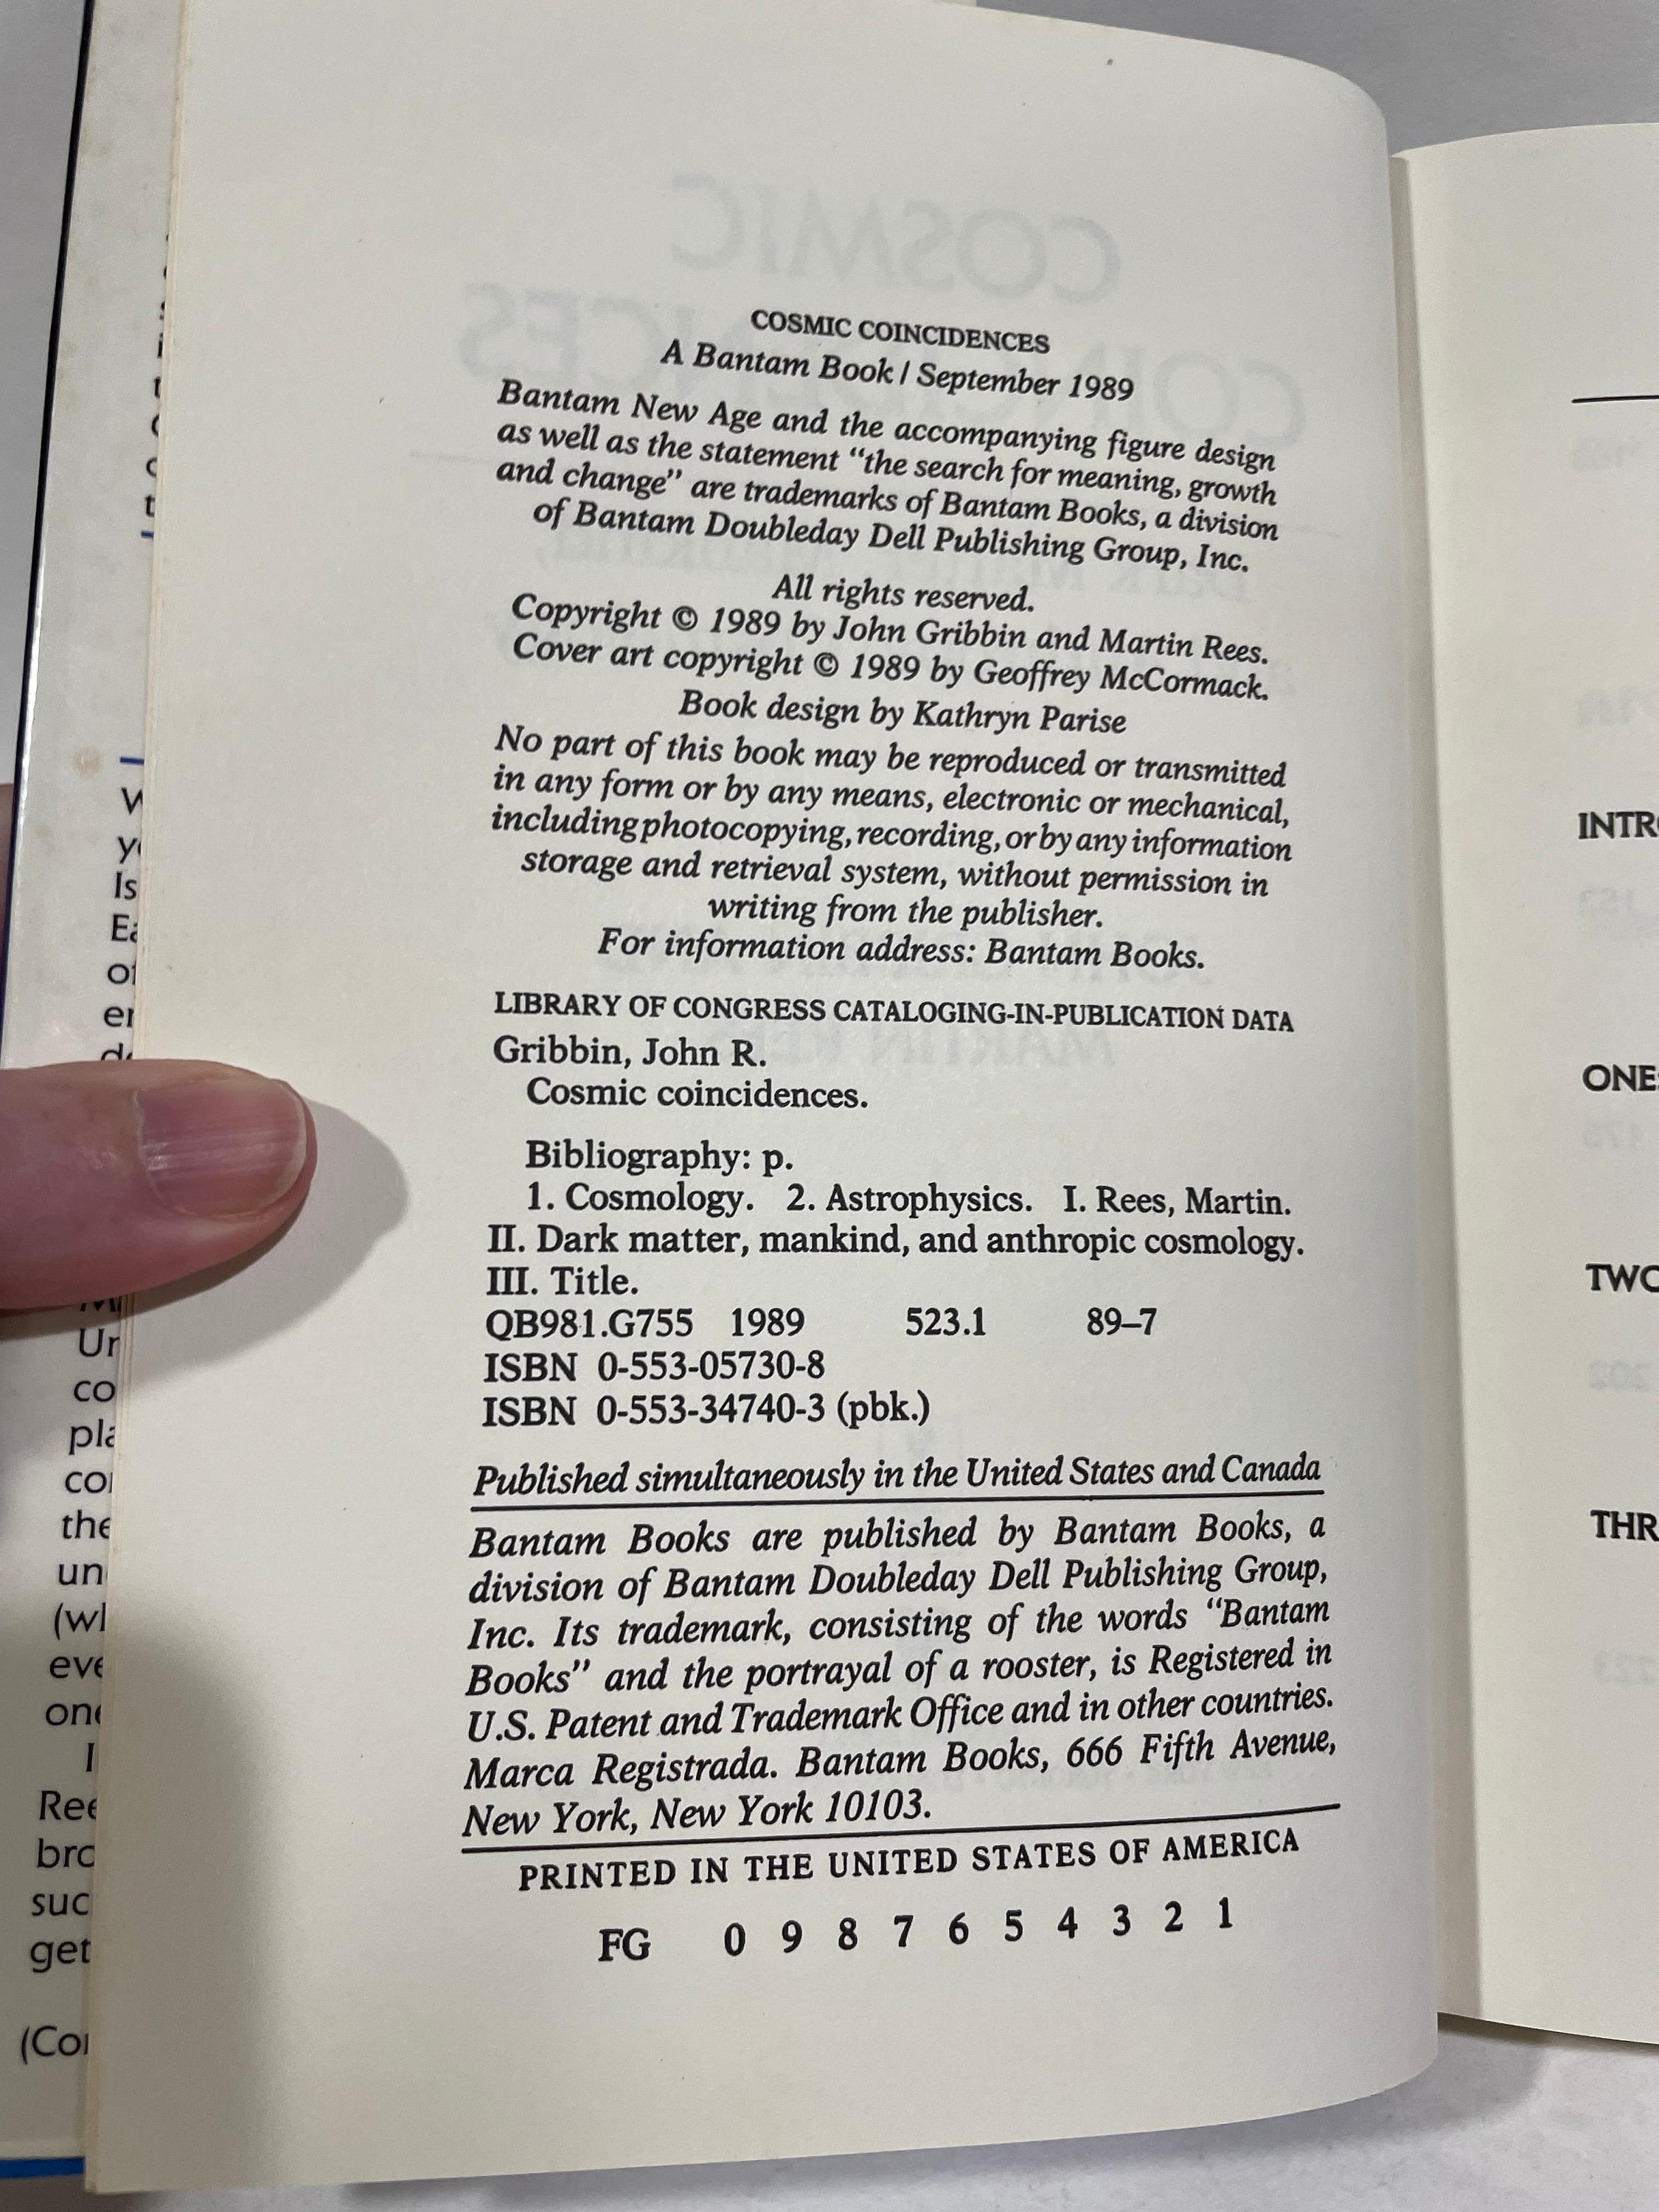 COSMIC COINCIDENCES
A Bantam Book / September 1989
Bantam New Age and the accompanying figure design
as well as the statement “the search for meaning, growth
and change” are trademarks of Bantam Books, a division
of Bantam Doubleday Dell Publishing Group, Inc.
All rights reserved.
Copyright © 1989 by John Gribbin and Martin Rees.
Cover art copyright © 1989 by Geoffrey McCormack.
Book design by Kathryn Parise
No part of this book may be reproduced or transmitted
in any form or by any means, electronic or mechanical,
including photocopying, recording, or by any information
storage and retrieval system, without permission in
writing from the publisher.
For information address: Bantam Books.
LIBRARY OF CONGRESS CATALOGING-IN-PUBLICATION DATA
Gribbin, John R.
Cosmic coincidences.
Bibliography: p.
1. Cosmology. 2. Astrophysics. I. Rees, Martin.
II. Dark matter, mankind, and anthropic cosmology.
III. Title.
QB981.G755 1989 523.1 89–7
ISBN 0-553-05730-8
ISBN 0-553-34740-3 (pbk.)
Published simultaneously in the United States and Canada
Bantam Books are published by Bantam Books, a
division of Bantam Doubleday Dell Publishing Group,
Inc. Its trademark, consisting of the words “Bantam
Books” and the portrayal of a rooster, is Registered in
U.S. Patent and Trademark Office and in other countries.
Marca Registrada. Bantam Books, 666 Fifth Avenue,
New York, New York 10103.
PRINTED IN THE UNITED STATES OF AMERICA
FG 0 9 8 7 6 5 4 3 2 1